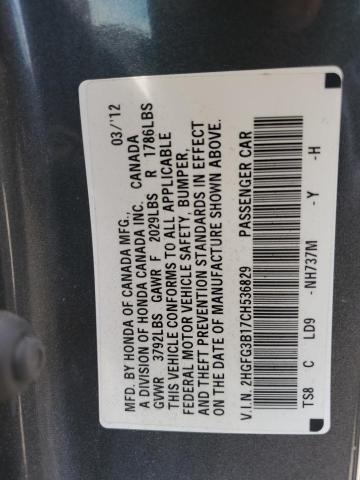 MFD. BY HONDA OF CANADA MFG., 03/'12
A DIVISION OF HONDA CANADA INC. CANADA
GVWR 3792LBS GAWR F 2029LBS R 1786LBS
THIS VEHICLE CONFORMS TO ALL APPLICABLE
FEDERAL MOTOR VEHICLE SAFETY, BUMPER,
AND THEFT PREVENTION STANDARDS IN EFFECT
ON THE DATE OF MANUFACTURE SHOWN ABOVE.
V.I.N. 2HGFG3B17CH536829 PASSENGER CAR
TS8 C LD9 -NH737M -Y -H